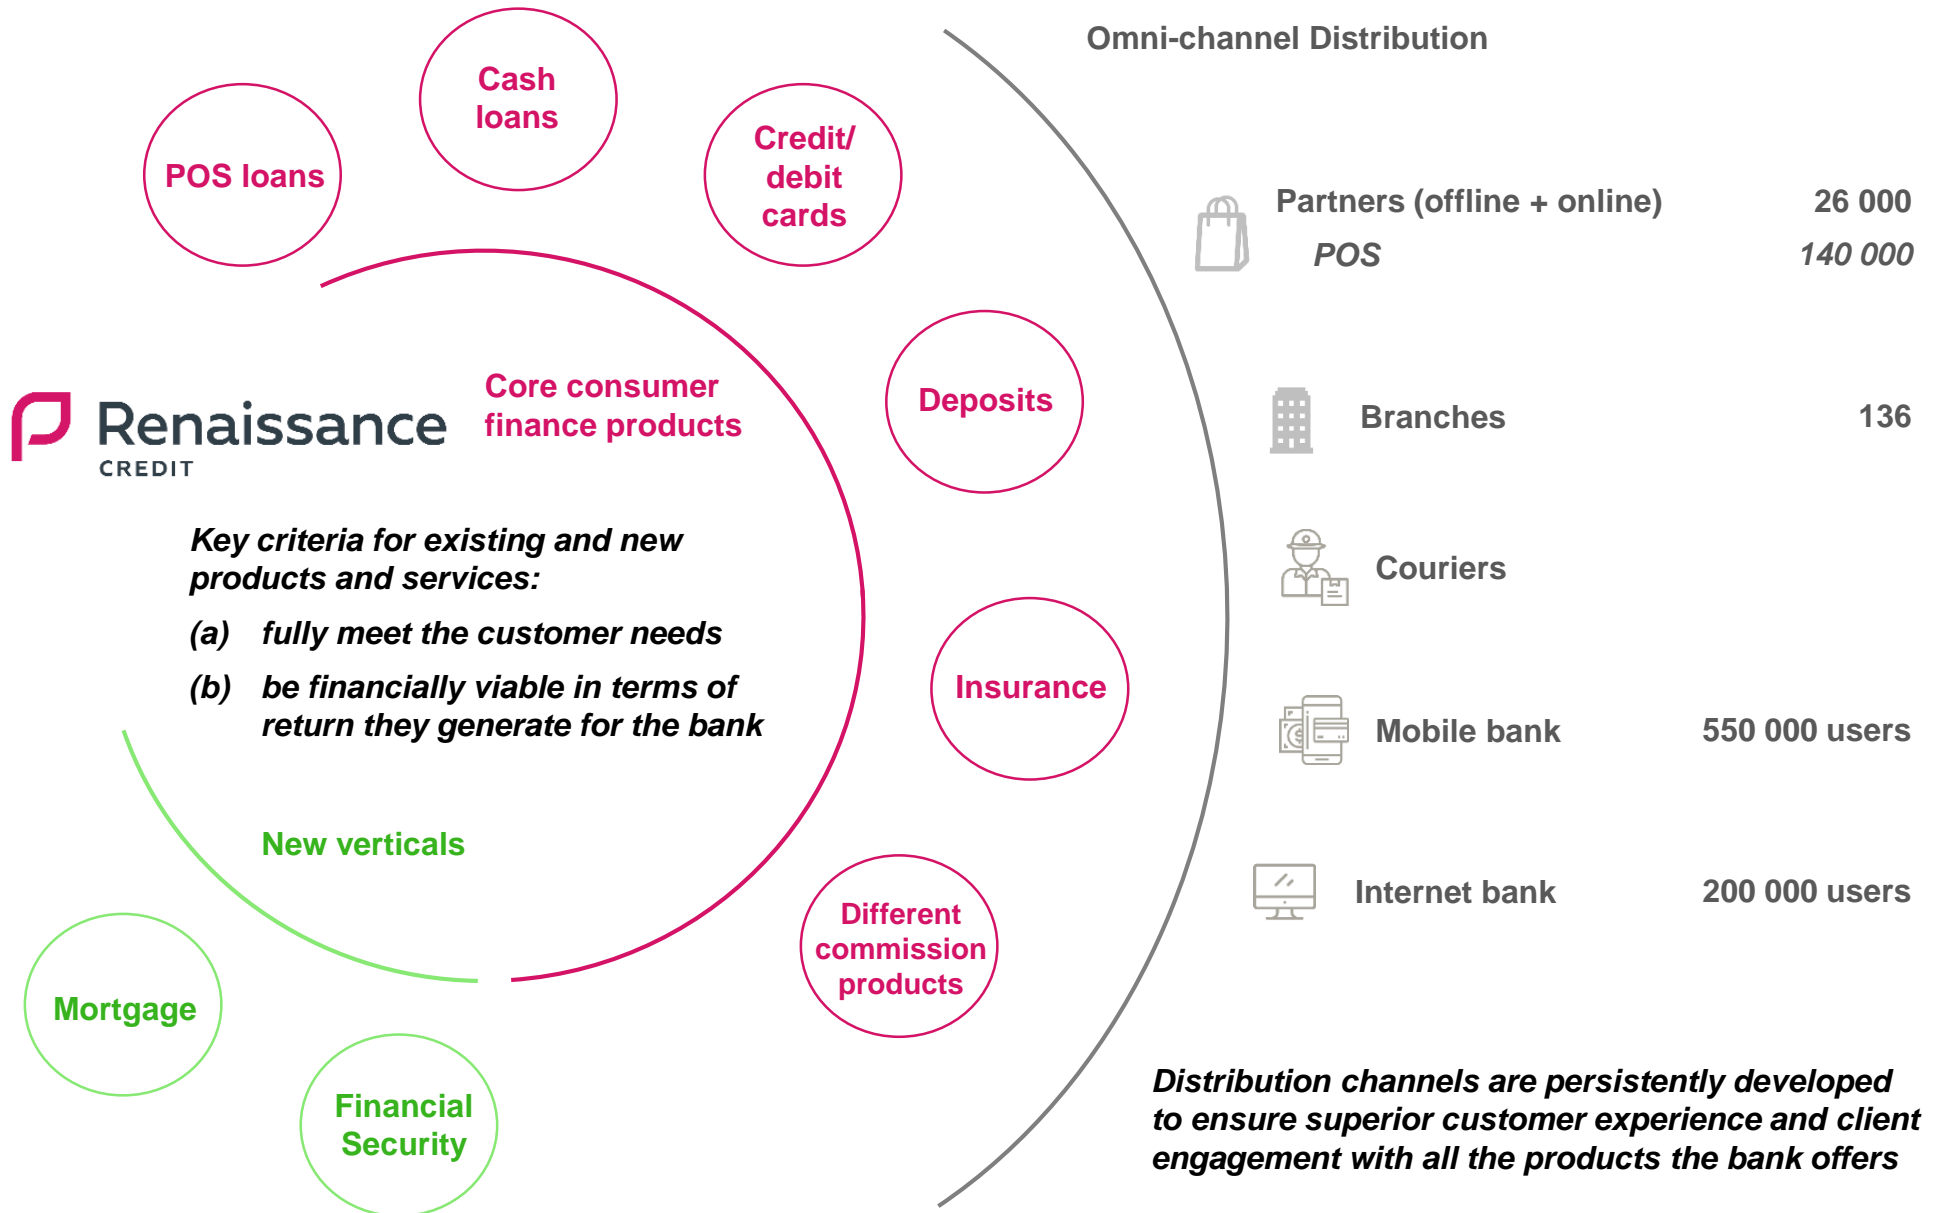 Omni-channel Distribution
Cash
loans
POS loans
Credit/
debit
cards
Deposits
Insurance
Different
commission
products
Renaissance
CREDIT
Core consumer
finance products
Key criteria for existing and new
products and services:
(a) fully meet the customer needs
(b) be financially viable in terms of
return they generate for the bank
New verticals
Mortgage
Financial
Security
Partners (offline + online) 26 000
POS 140 000
Branches 136
Couriers
Mobile bank 550 000 users
Internet bank 200 000 users
Distribution channels are persistently developed
to ensure superior customer experience and client
engagement with all the products the bank offers